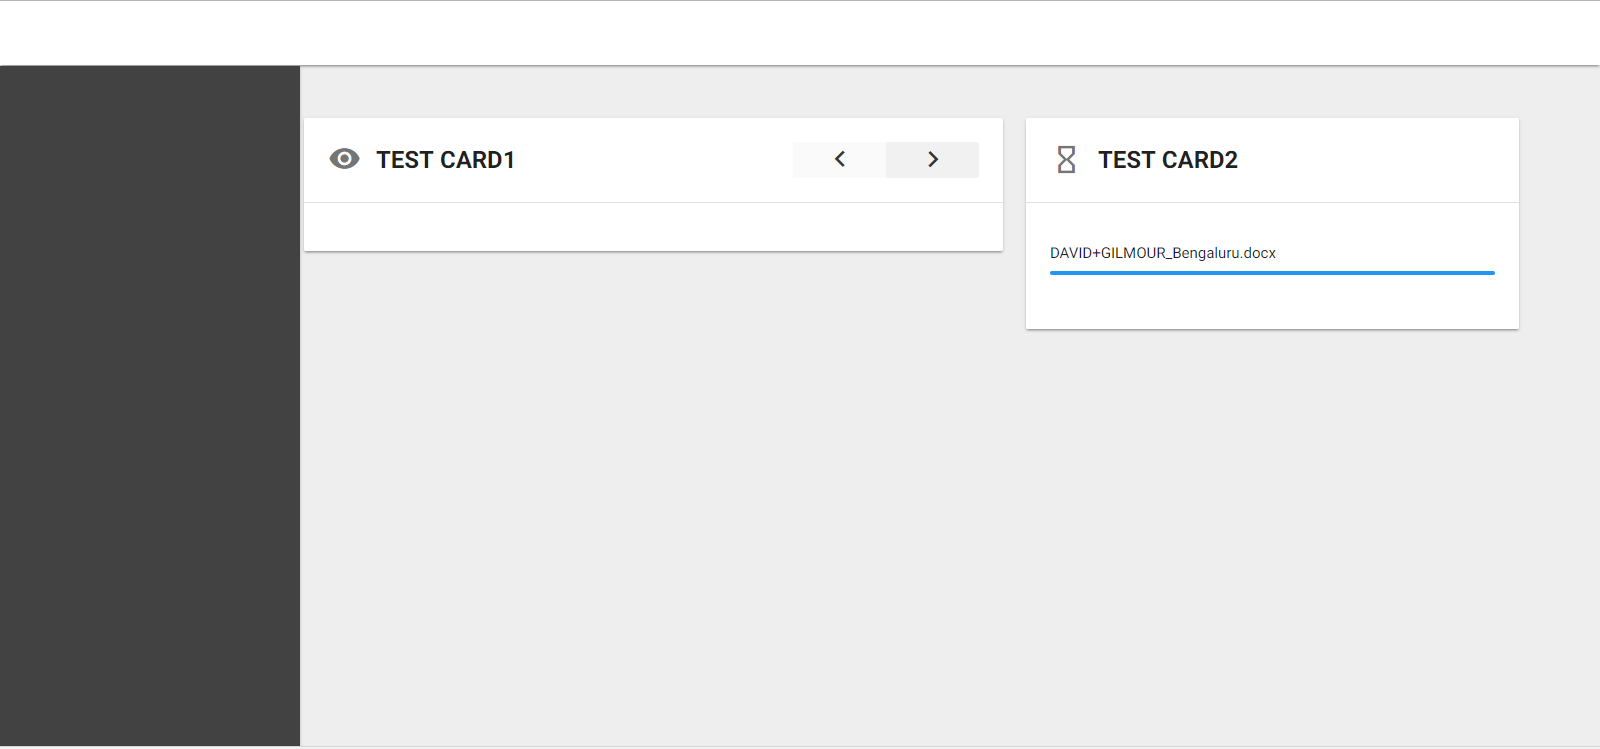 TEST CARD1
TEST CARD2
DAVID+GILMOUR_Bengaluru.docx